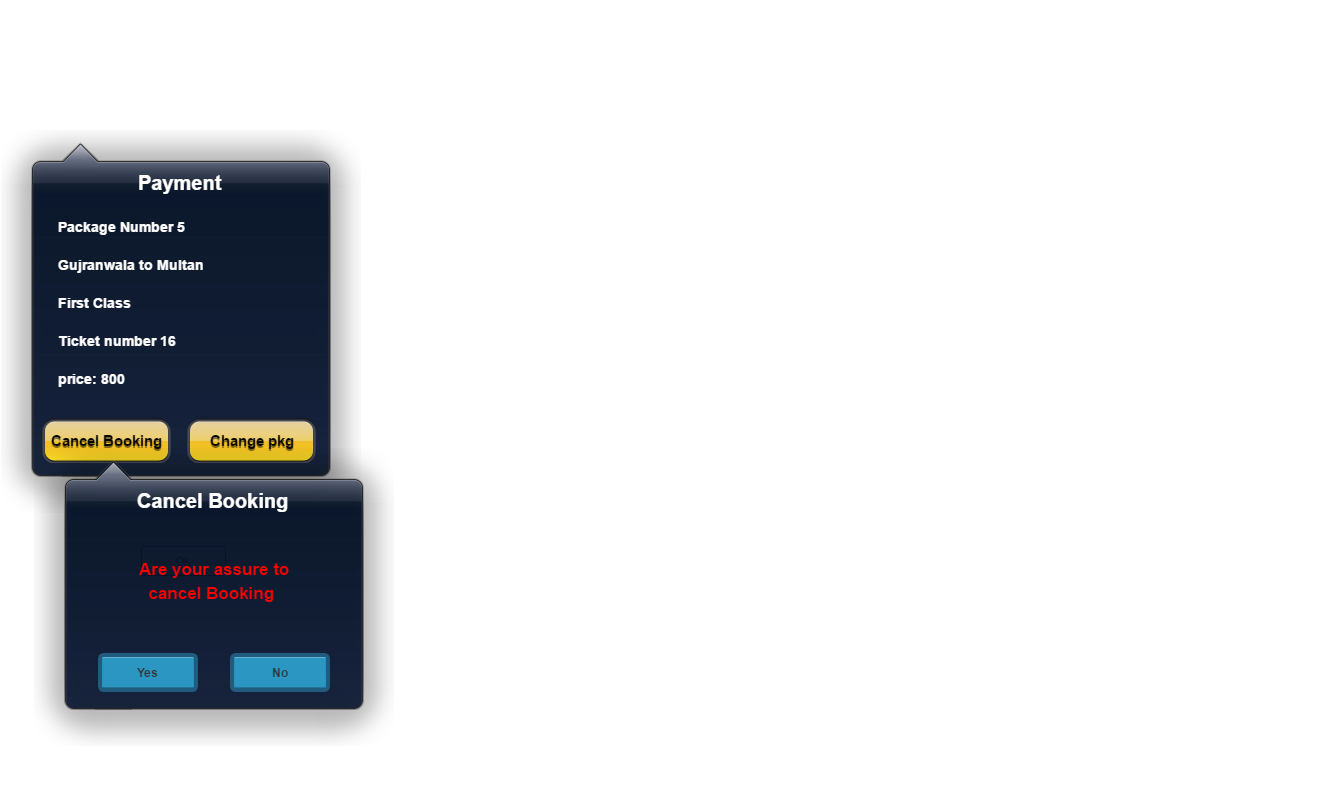 Payment
Package Number 5
Gujranwala to Multan
First Class
Ticket number 16
price: 800
Cancel Booking
Change pkg
Cancel Booking
Are your assure to
cancel Booking
Yes
No